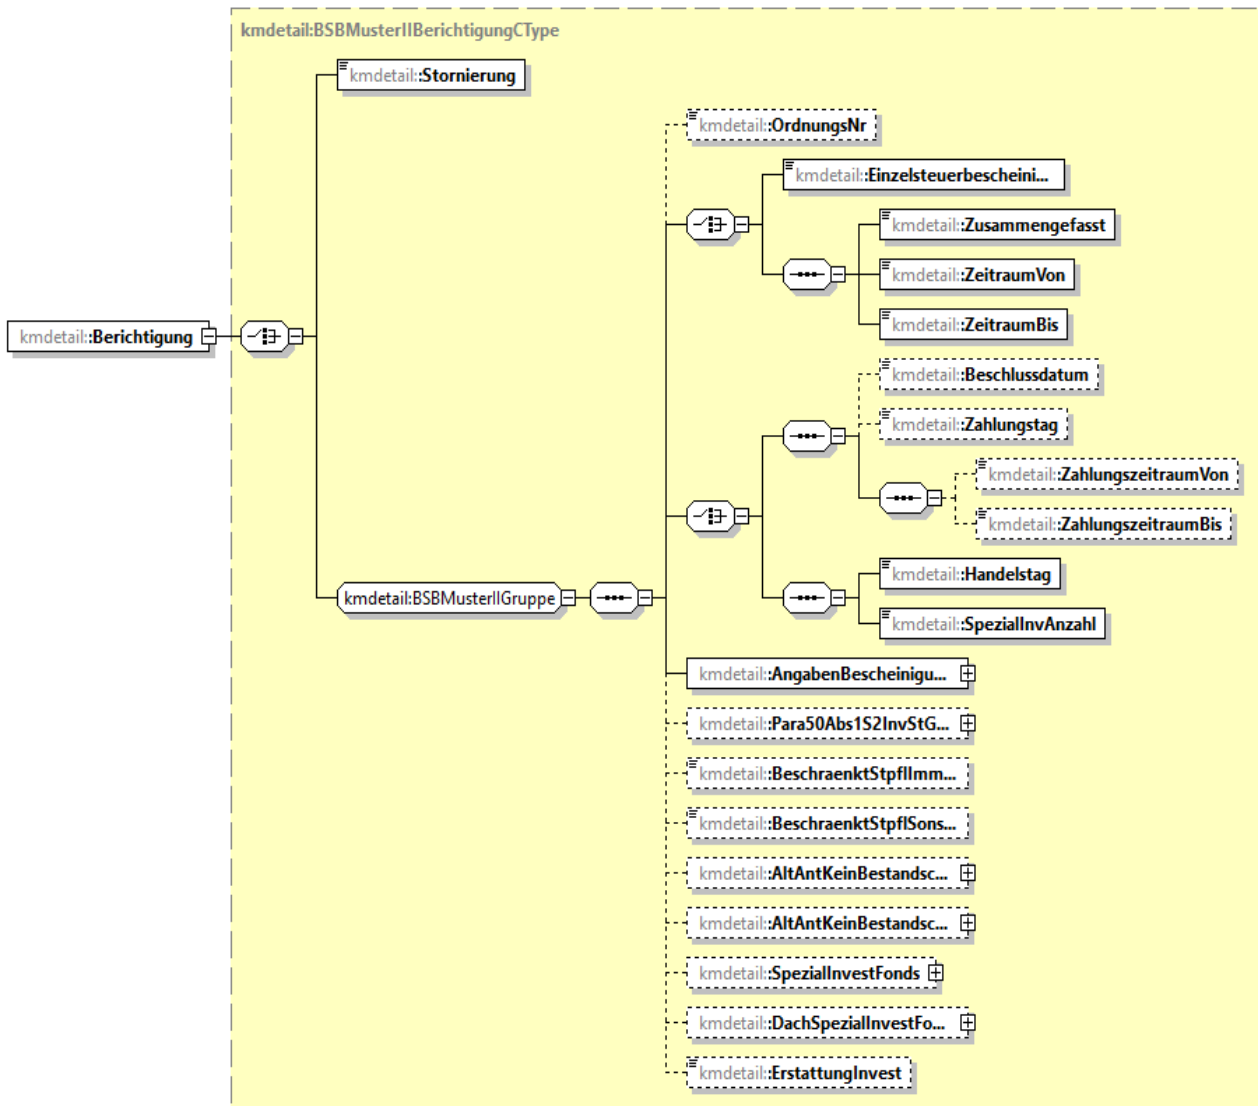 kmdetail:BSBMusterIIBerichtigungCType
kmdetail::Stornierung
kmdetail::OrdnungsNr
kmdetail::Einzelsteuerbescheini...
kmdetail::Zusammengefasst
kmdetail::ZeitraumVon
kmdetail::ZeitraumBis
kmdetail::Berichtigung
kmdetail::Beschlussdatum
kmdetail::Zahlungstag
kmdetail::ZahlungszeitraumVon
kmdetail::ZahlungszeitraumBis
kmdetail::Handelstag
kmdetail:BSBMusterIIGruppe
kmdetail::SpezialInvAnzahl
kmdetail::AngabenBescheinigu...
kmdetail::Para50Abs1S2InvStG...
kmdetail::BeschraenktStpflImm...
kmdetail::BeschraenktStpflSons...
kmdetail::AltAntKeinBestandsc...
kmdetail::AltAntKeinBestandsc...
kmdetail::SpezialInvestFonds
kmdetail::DachSpezialInvestFo...
kmdetail::ErstattungInvest